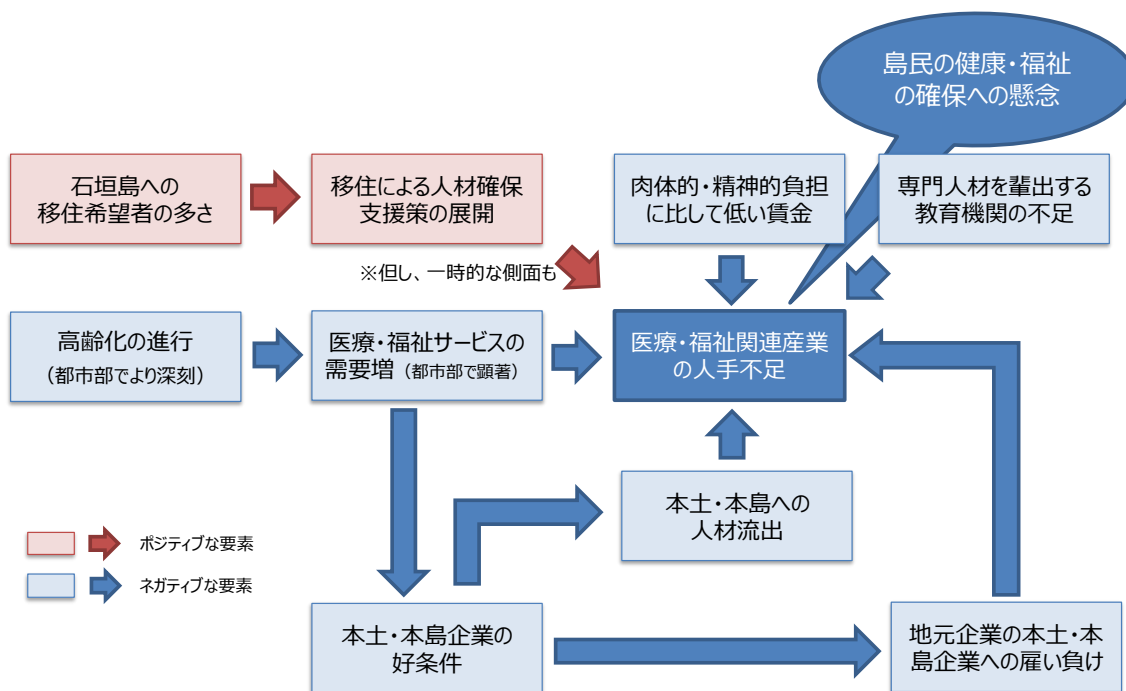 島民の健康・福祉
の確保への懸念
石垣島への
移住希望者の多さ
移住による人材確保
支援策の展開
肉体的・精神的負担
に比して低い賃金
専門人材を輩出する
教育機関の不足
※但し、一時的な側面も
高齢化の進行
（都市部でより深刻）
医療・福祉サービスの
需要増（都市部で顕著）
医療・福祉関連産業
の人手不足
本土・本島への
人材流出
ポジティブな要素
ネガティブな要素
本土・本島企業の
好条件
地元企業の本土・本
島企業への雇い負け